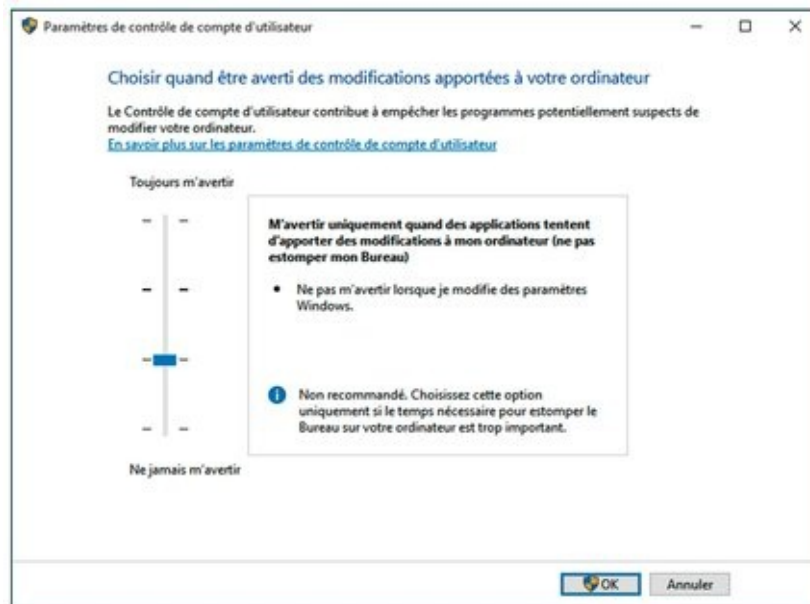 Paramètres de contrôle de compte d'utilisateur
Choisir quand être averti des modifications apportées à votre ordinateur
Le Contrôle de compte d'utilisateur contribue à empêcher les programmes potentiellement suspects de
modifier votre ordinateur.
En savoir plus sur les paramètres de contrôle de compte d'utilisateur
Toujours m'avertir
M'avertir uniquement quand des applications tentent
d'apporter des modifications à mon ordinateur (ne pas
estomper mon Bureau)
• Ne pas m'avertir lorsque je modifie des paramètres
Windows.
Non recommandé. Choisissez cette option
uniquement si le temps nécessaire pour estomper le
Bureau sur votre ordinateur est trop important.
Ne jamais m'avertir
OK Annuler